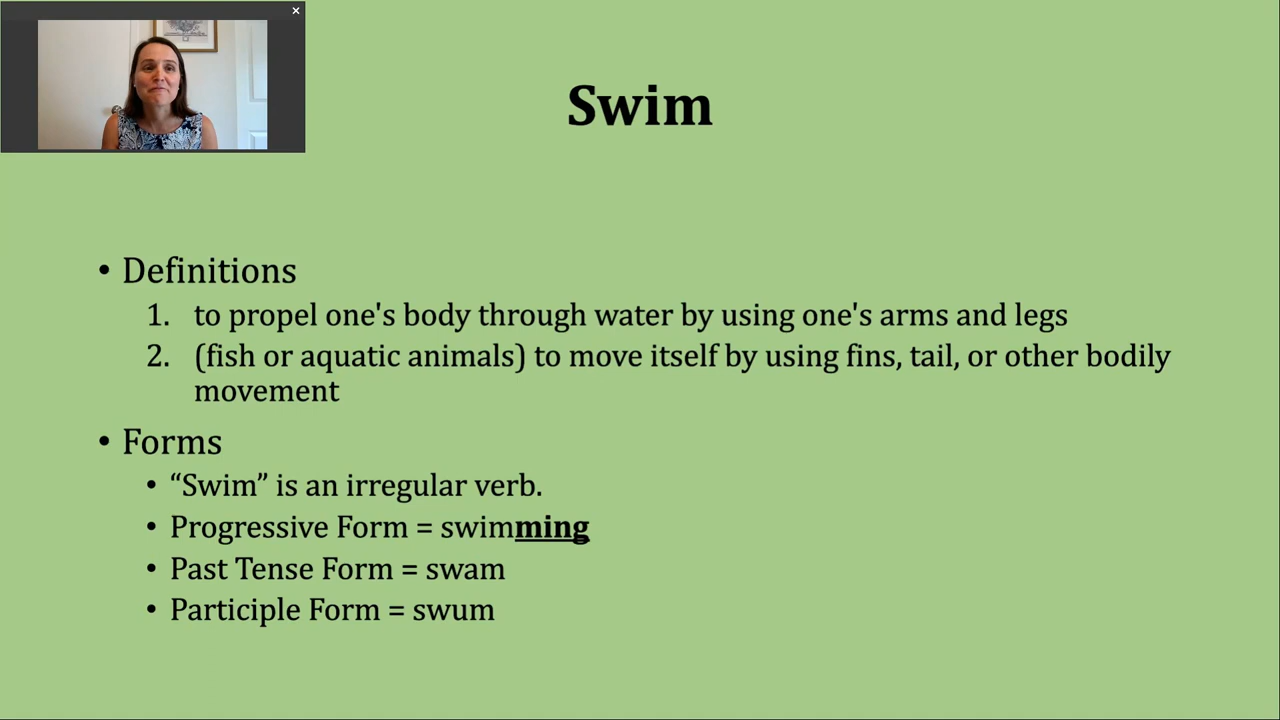 Swim
• Definitions
1. to propel one's body through water by using one's arms and legs
2. (fish or aquatic animals) to move itself by using fins, tail, or other bodily
movement
• Forms
• “Swim” is an irregular verb.
• Progressive Form = swimming
• Past Tense Form = swam
• Participle Form = swum